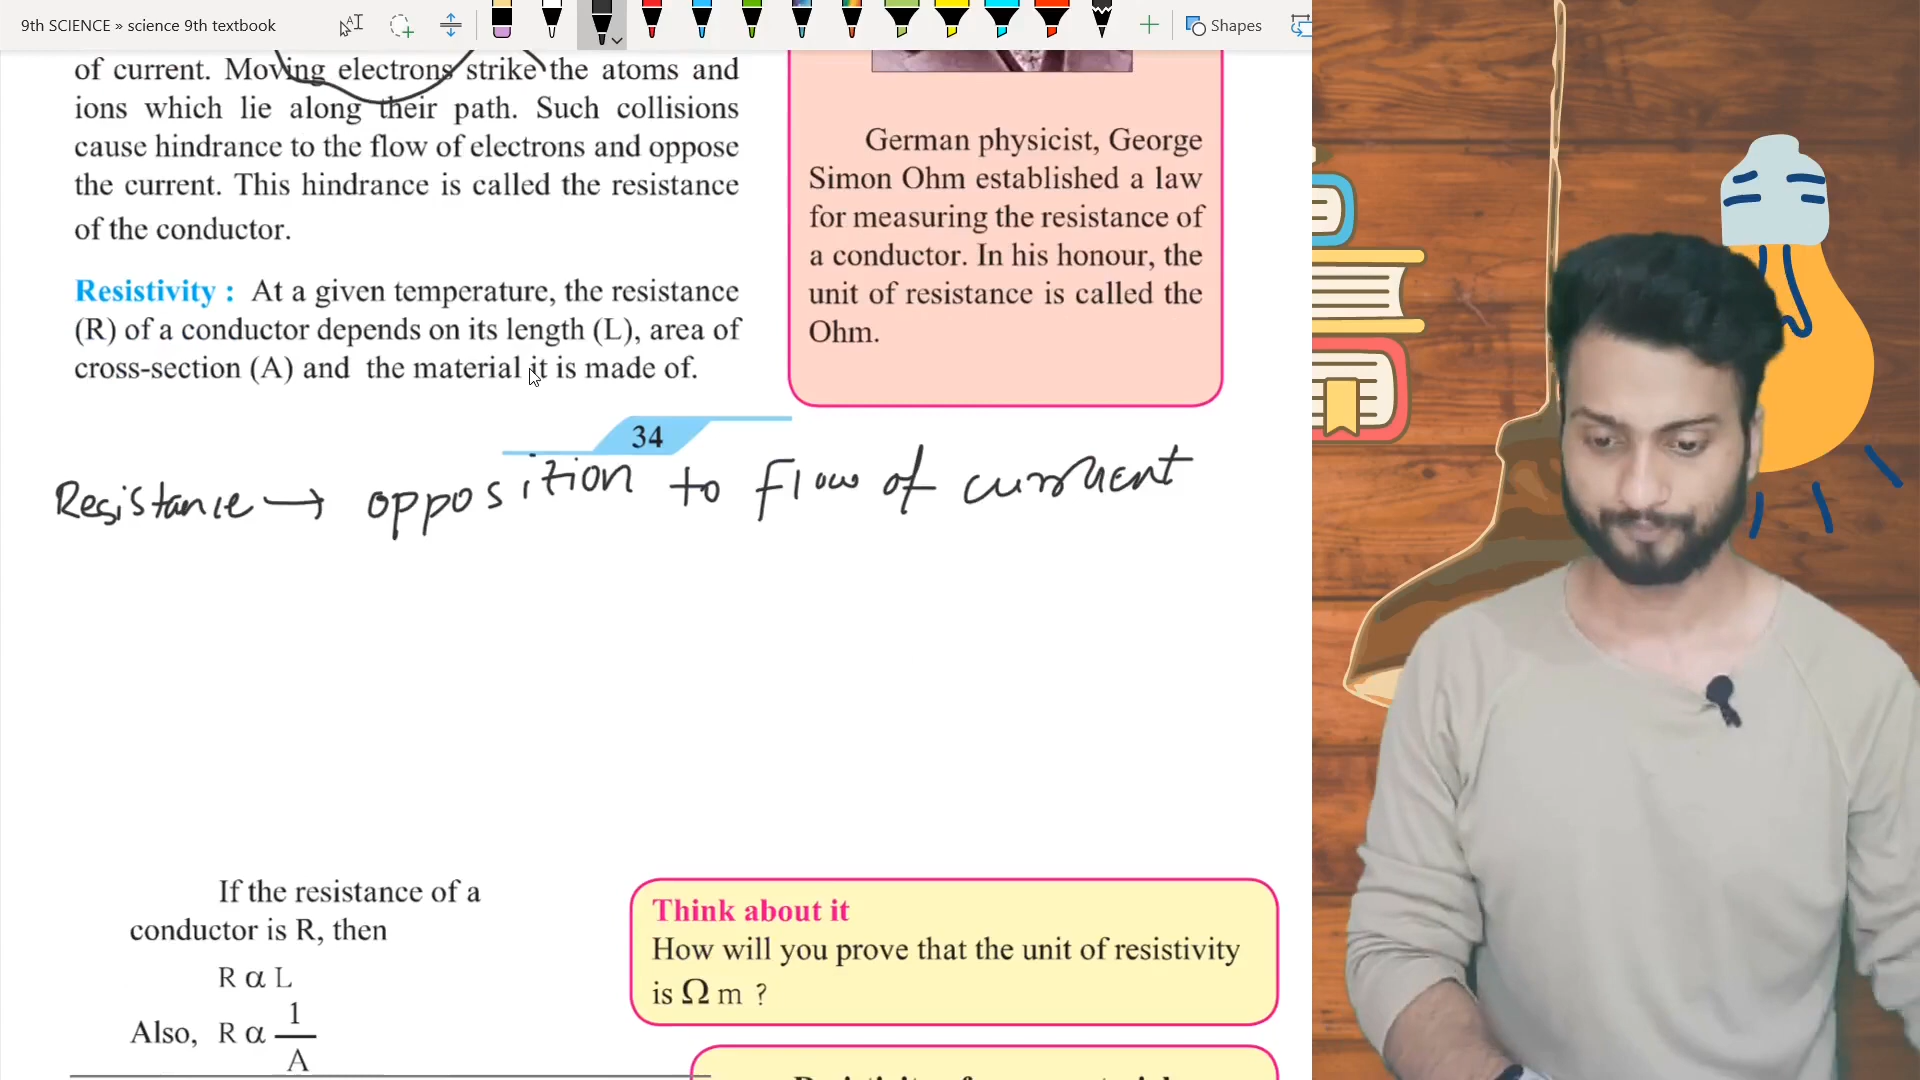 9th SCIENCE » science 9th textbook
Shapes
of current. Moving electrons strike the atoms and
ions which lie along their path. Such collisions
cause hindrance to the flow of electrons and oppose
the current. This hindrance is called the resistance
of the conductor.
Resistivity : At a given temperature, the resistance
(R) of a conductor depends on its length (L), area of
cross-section (A) and the material it is made of.
German physicist, George
Simon Ohm established a law
for measuring the resistance of
a conductor. In his honour, the
unit of resistance is called the
Ohm.
34
Resistance → opposition to flow of current
If the resistance of a
conductor is R, then
R α L
Also, R α 1
A
Think about it
How will you prove that the unit of resistivity
is Ω m ?